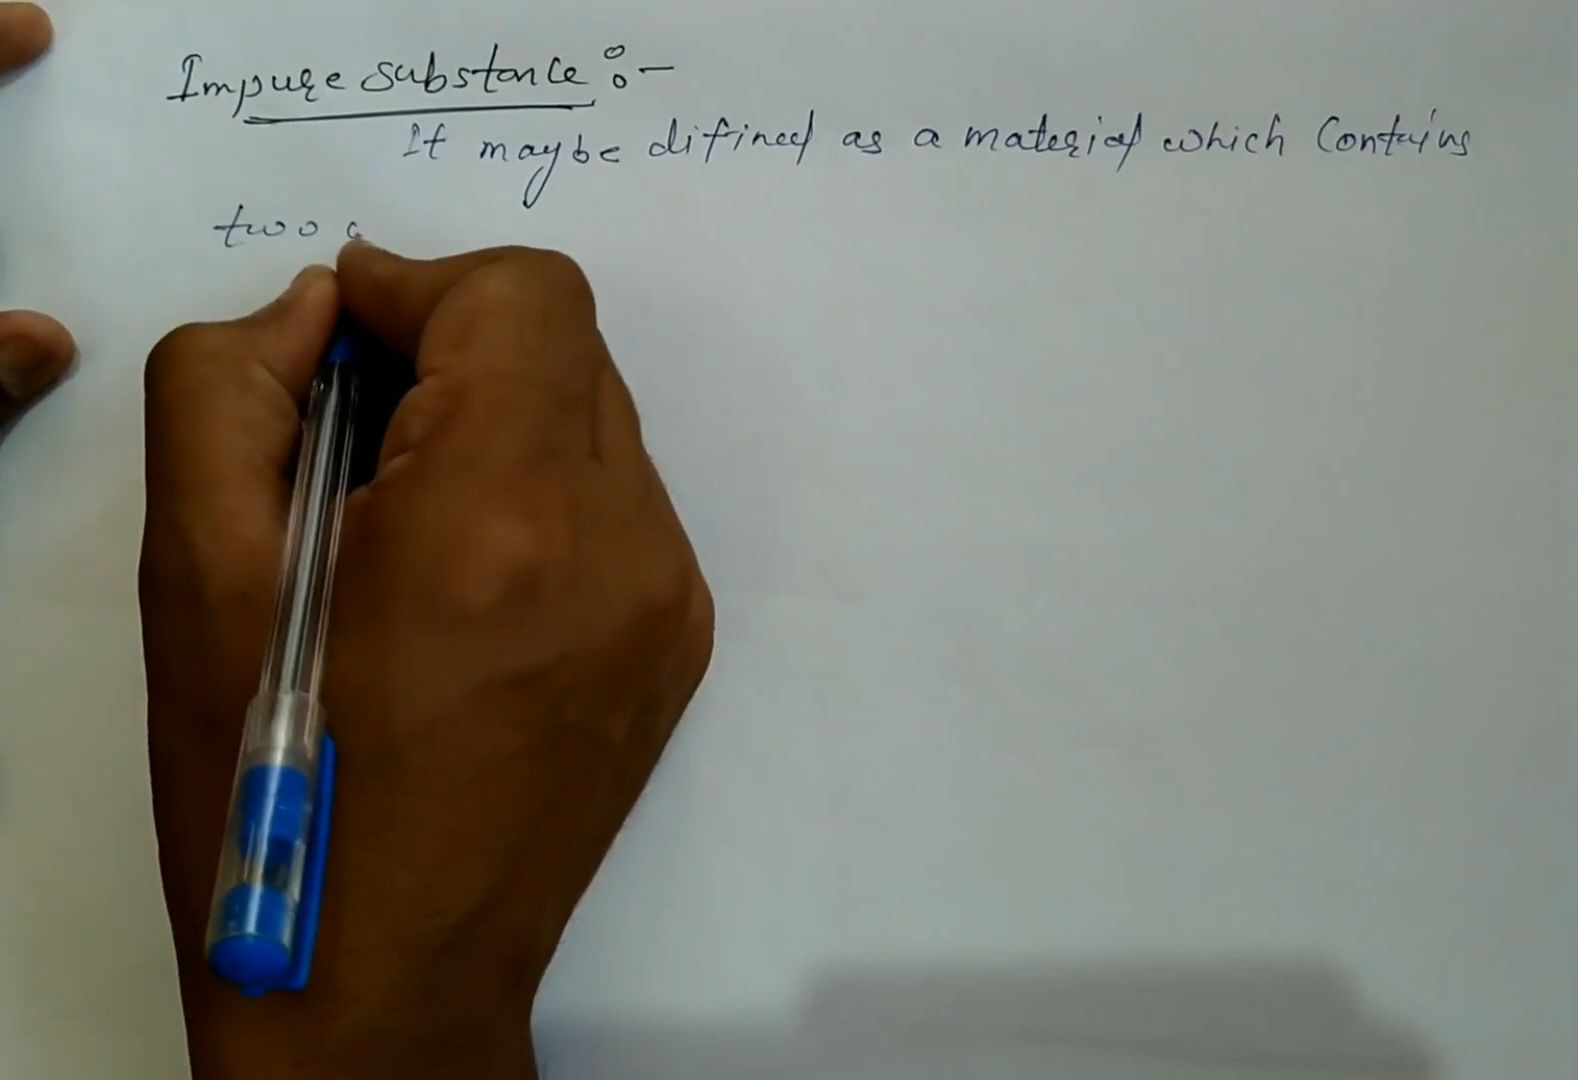 Impure substance :-
It maybe difined as a material which Contains
two